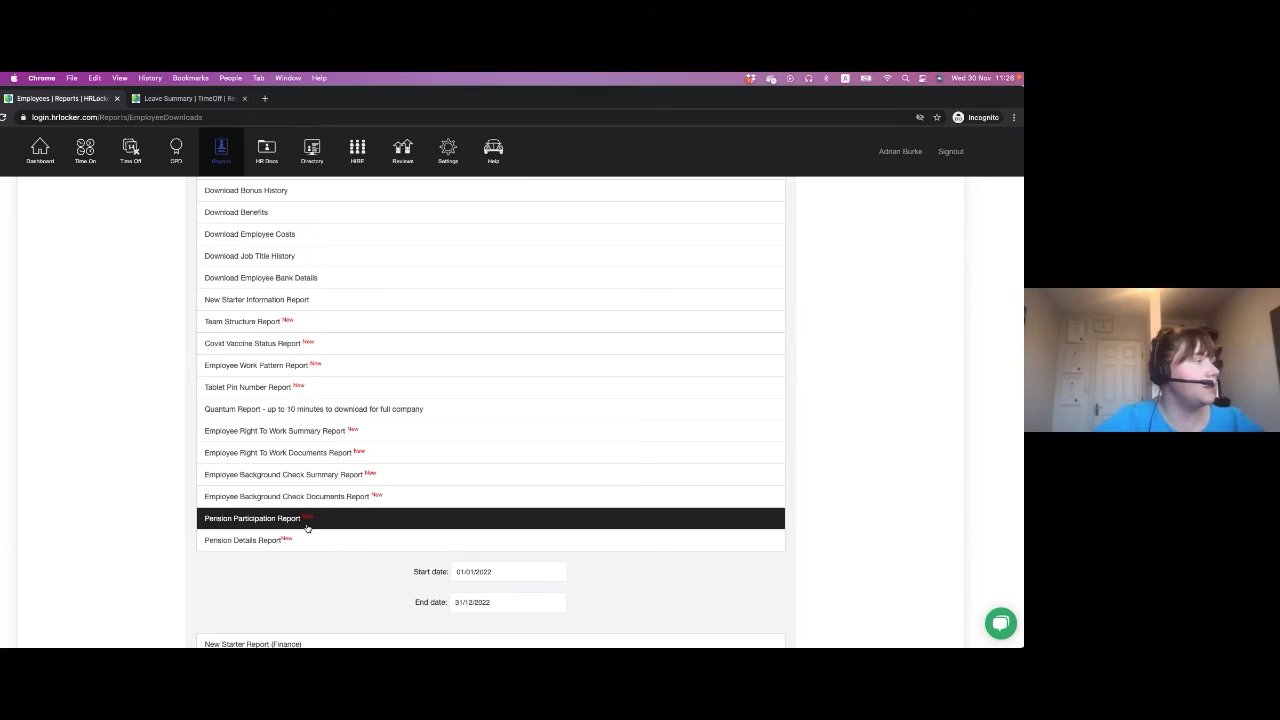 Chrome File Edit View History Bookmarks People Tab Window Help A Wed 30 Nov 11:26
Employees | Reports | HRLock × Leave Summary | TimeOff | Re × +
login.hrlocker.com/Reports/EmployeeDownloads Incognito
Dashboard Time On Time Off CPD Reports HR Docs Directory HIRE Reviews Settings Help Adrian Burke Signout
Download Bonus History
Download Benefits
Download Employee Costs
Download Job Title History
Download Employee Bank Details
New Starter Information Report
Team Structure Report New
Covid Vaccine Status Report New
Employee Work Pattern Report New
Tablet Pin Number Report New
Quantum Report - up to 10 minutes to download for full company
Employee Right To Work Summary Report New
Employee Right To Work Documents Report New
Employee Background Check Summary Report New
Employee Background Check Documents Report New
Pension Participation Report New
Pension Details Report New
Start date: 01/01/2022
End date: 31/12/2022
New Starter Report (Finance)